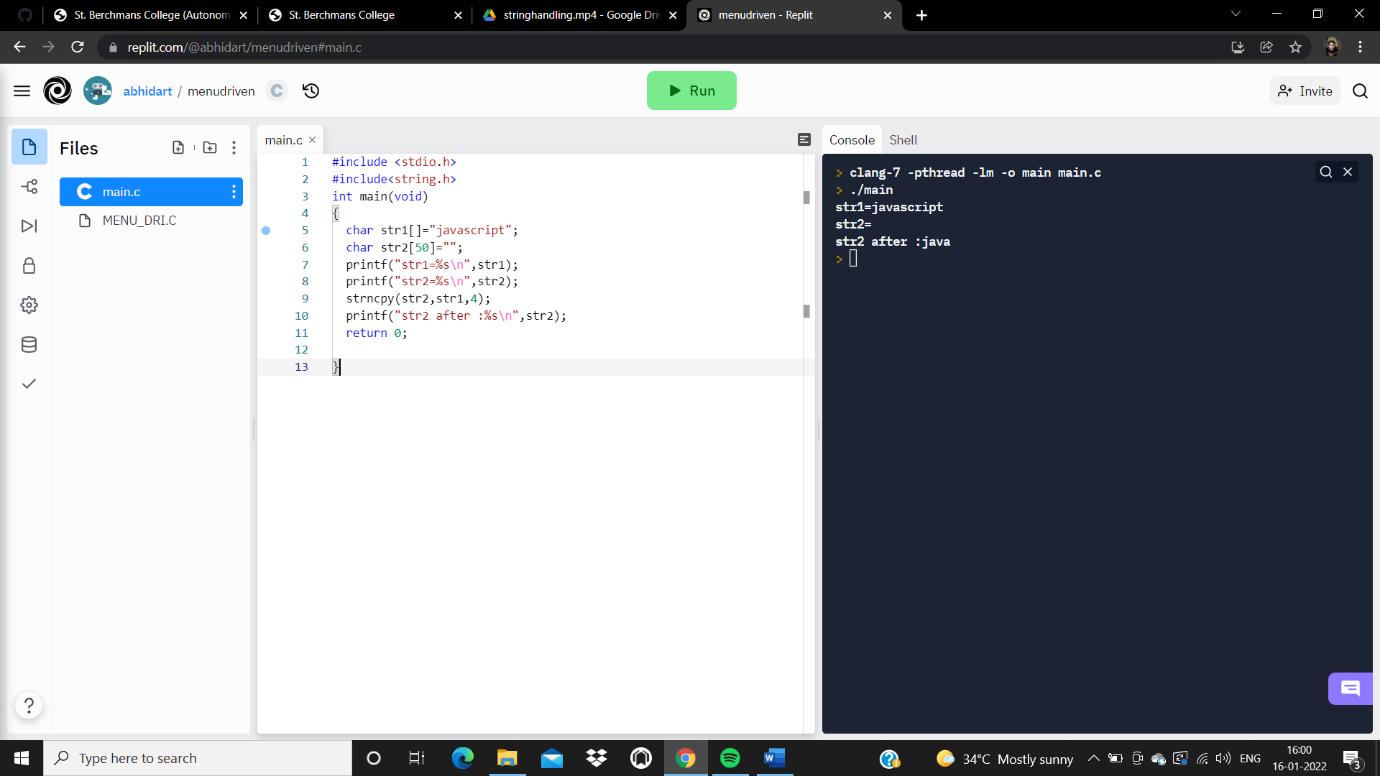 St. Berchmans College (Autonom
St. Berchmans College
stringhandling.mp4 - Google Dri
menudriven - Replit
replit.com/@abhidart/menudriven#main.c
abhidart / menudriven
C
Run
Invite
Files
main.c
MENU_DRI.C
main.c
1 #include <stdio.h>
2 #include<string.h>
3 int main(void)
4 {
5 char str1[]="javascript";
6 char str2[50]="";
7 printf("str1=%s\n",str1);
8 printf("str2=%s\n",str2);
9 strncpy(str2,str1,4);
10 printf("str2 after :%s\n",str2);
11 return 0;
12
13 }
Console Shell
> clang-7 -pthread -lm -o main main.c
> ./main
str1=javascript
str2=
str2 after :java
>
?
Type here to search
34°C Mostly sunny
ENG
16:00
16-01-2022
3